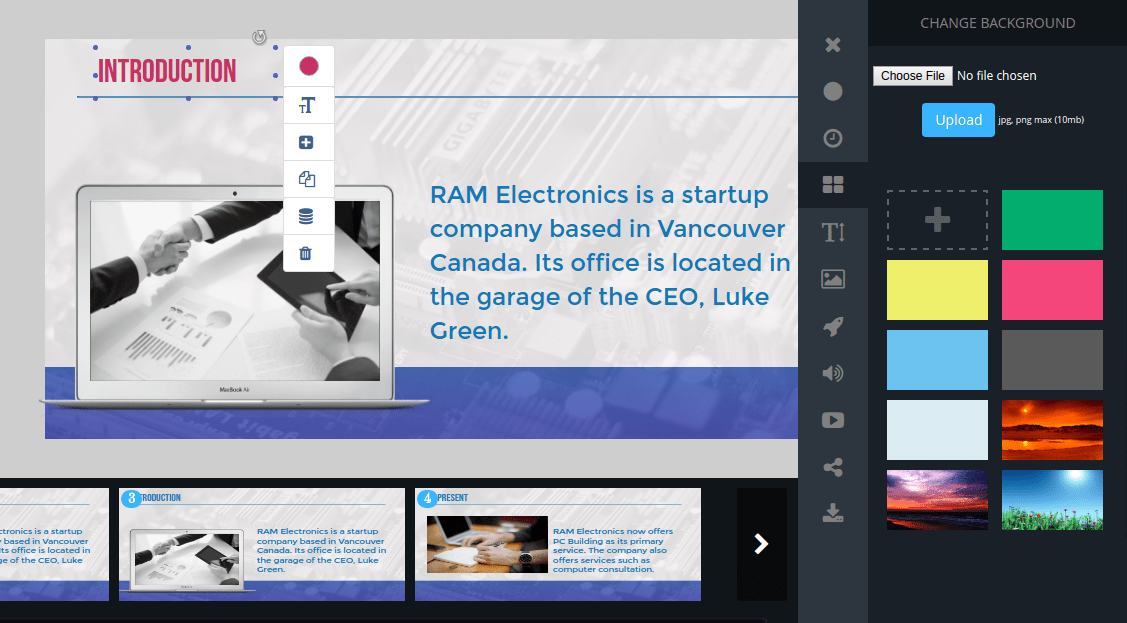 CHANGE BACKGROUND
Choose File No file chosen
Upload jpg, png max (10mb)
INTRODUCTION
GIGABYTE
RAM Electronics is a startup
company based in Vancouver
Canada. Its office is located in
the garage of the CEO, Luke
Green.
MacBook Air
ctronics is a startup
based in Vancouver
Its office is located in
ge of the CEO, Luke
3 TRODUCTION
RAM Electronics is a startup
company based in Vancouver
Canada. Its office is located in
the garage of the CEO, Luke
Green.
4 PRESENT
RAM Electronics now offers
PC Building as its primary
service. The company also
offers services such as
computer consultation.